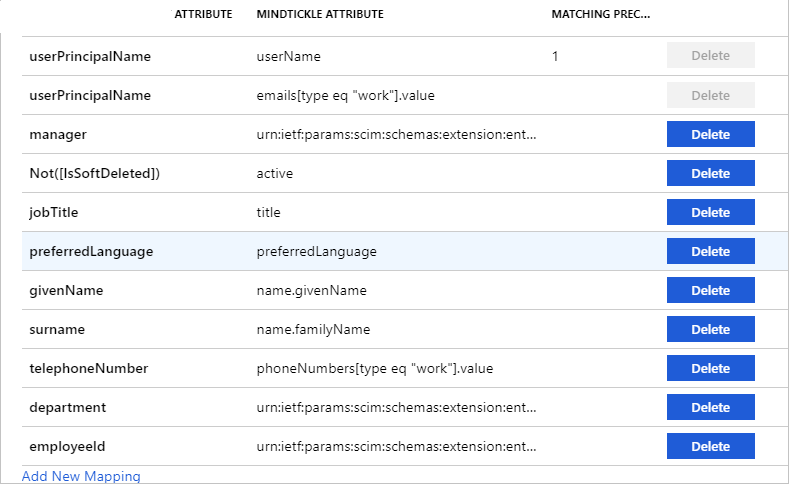 ATTRIBUTE MINDTICKLE ATTRIBUTE MATCHING PREC...
userPrincipalName userName 1 Delete
userPrincipalName emails[type eq "work"].value Delete
manager urn:ietf:params:scim:schemas:extension:ent... Delete
Not([IsSoftDeleted]) active Delete
jobTitle title Delete
preferredLanguage preferredLanguage Delete
givenName name.givenName Delete
surname name.familyName Delete
telephoneNumber phoneNumbers[type eq "work"].value Delete
department urn:ietf:params:scim:schemas:extension:ent... Delete
employeeId urn:ietf:params:scim:schemas:extension:ent... Delete
Add New Mapping